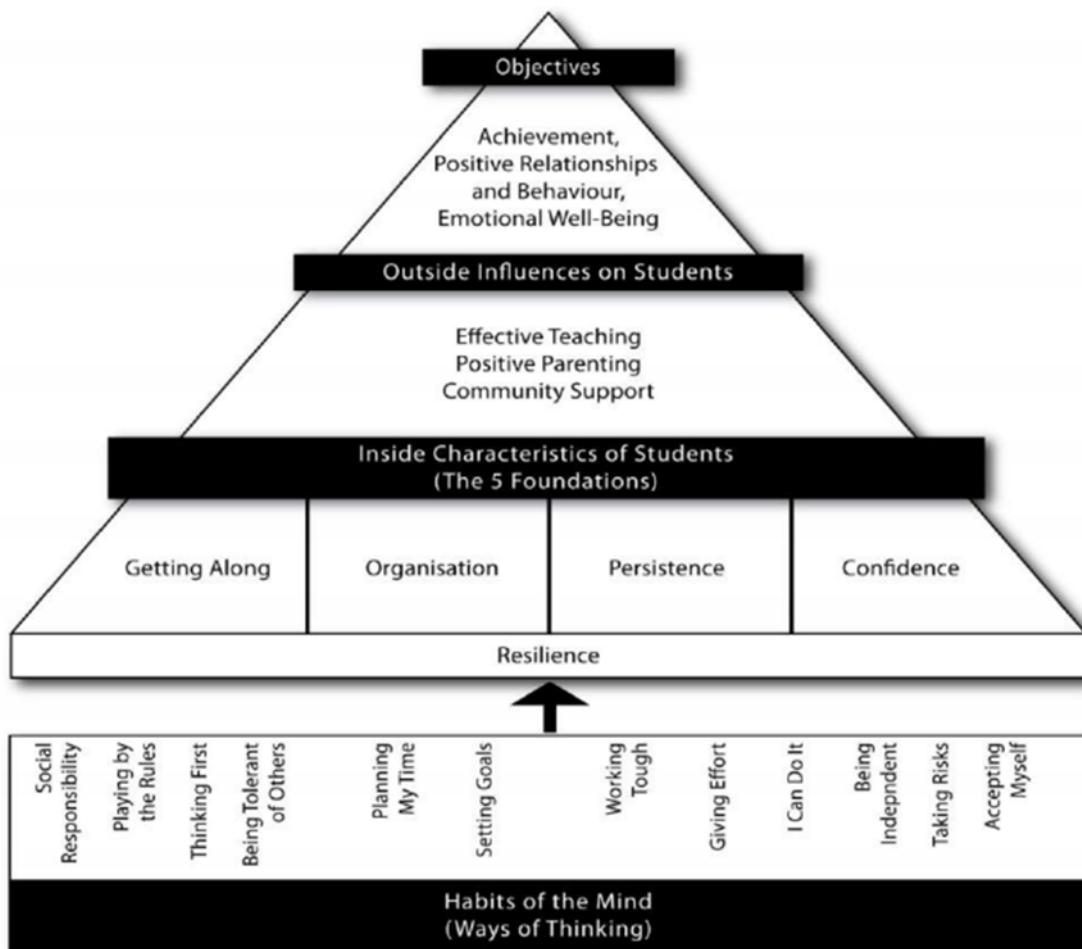 Objectives
Achievement,
Positive Relationships
and Behaviour,
Emotional Well-Being
Outside Influences on Students
Effective Teaching
Positive Parenting
Community Support
Inside Characteristics of Students
(The 5 Foundations)
Getting Along
Organisation
Persistence
Confidence
Resilience
Social
Responsibility
Playing by
the Rules
Thinking First
Being Tolerant
of Others
Planning
My Time
Setting Goals
Working
Tough
Giving Effort
I Can Do It
Being
Indepndent
Taking Risks
Accepting
Myself
Habits of the Mind
(Ways of Thinking)